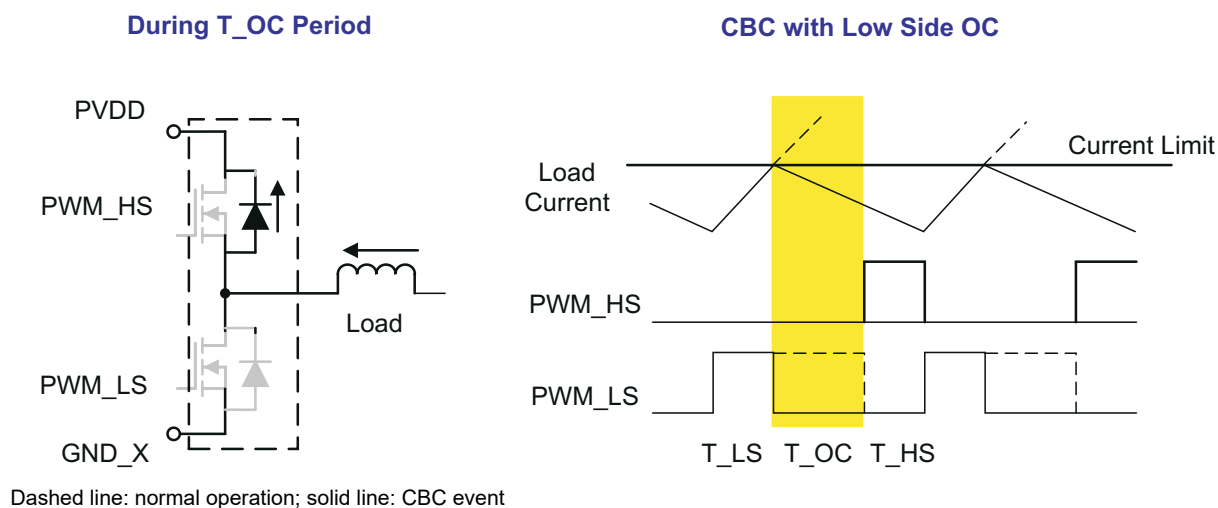 During T_OC Period
CBC with Low Side OC
PVDD
PWM_HS
Load
PWM_LS
GND_X
Load
Current
Current Limit
PWM_HS
PWM_LS
T_LS T_OC T_HS
Dashed line: normal operation; solid line: CBC event